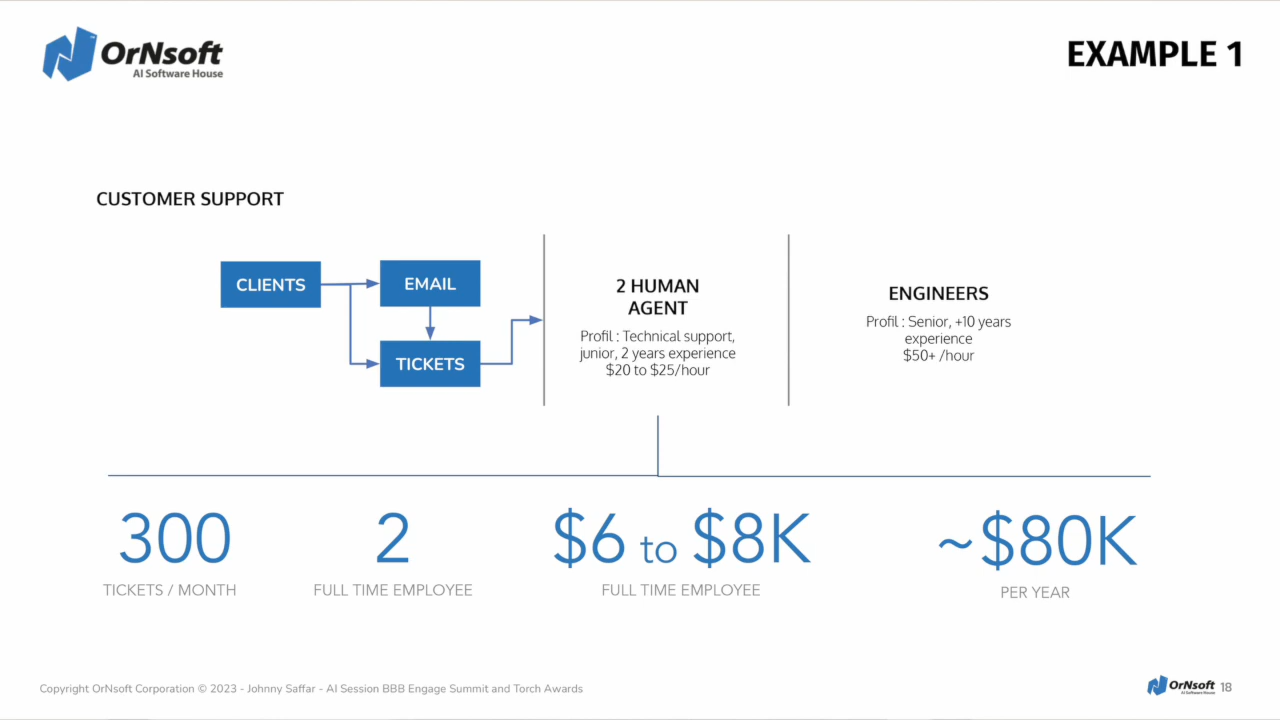 OrNsoft
AI Software House
EXAMPLE 1
CUSTOMER SUPPORT
CLIENTS
EMAIL
TICKETS
2 HUMAN
AGENT
Profil : Technical support,
junior, 2 years experience
$20 to $25/hour
ENGINEERS
Profil : Senior, +10 years
experience
$50+ /hour
300
TICKETS / MONTH
2
FULL TIME EMPLOYEE
$6 to $8K
FULL TIME EMPLOYEE
~$80K
PER YEAR
Copyright OrNsoft Corporation © 2023 - Johnny Saffar - AI Session BBB Engage Summit and Torch Awards
OrNsoft
AI Software House
18